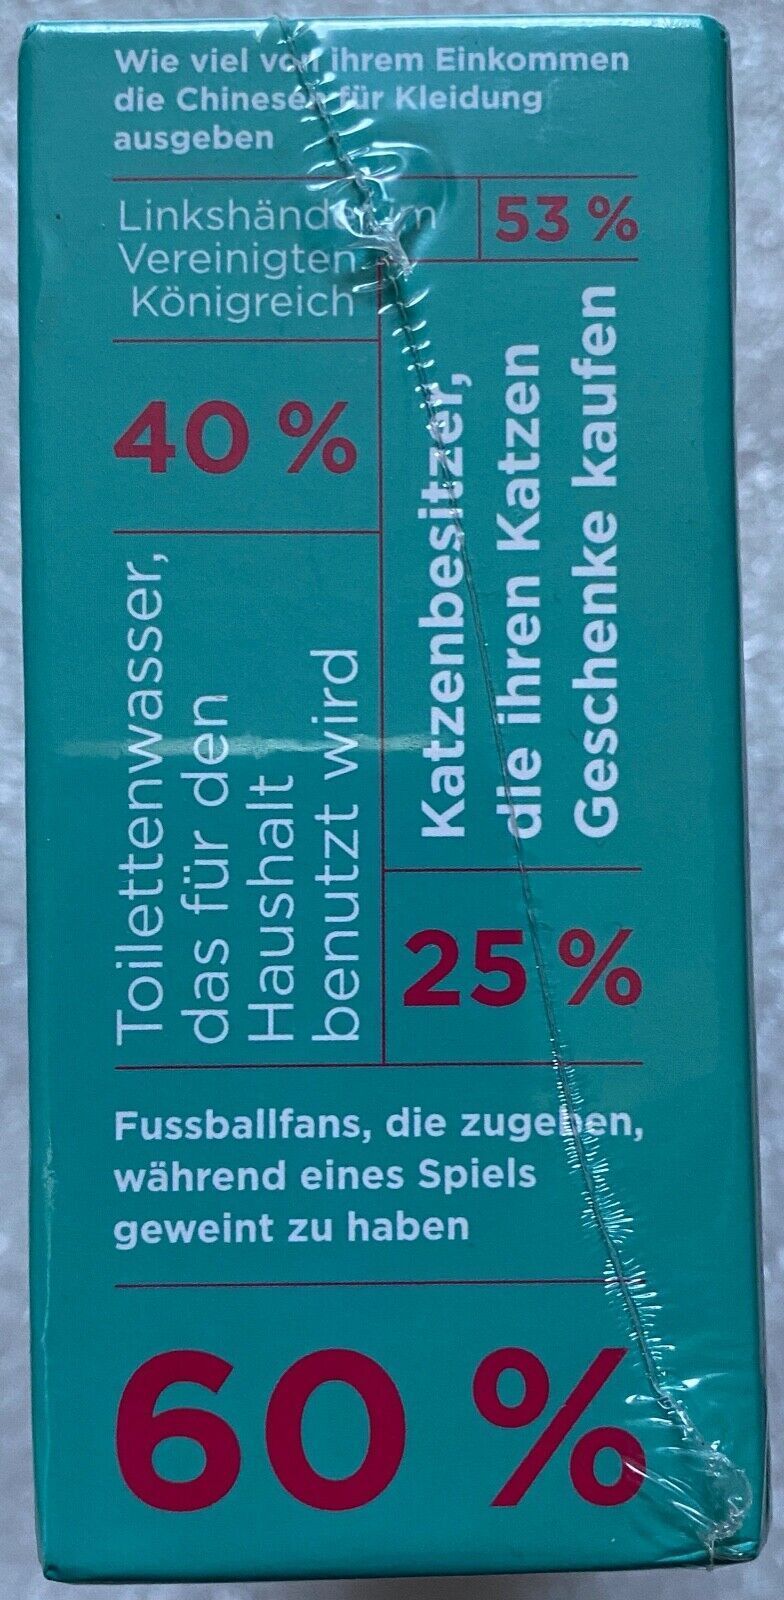 Wie viel von ihrem Einkommen
die Chinesen für Kleidung
ausgeben
Linkshänder im
Vereinigten
Königreich
53 %
40 %
Katzenbesitzer,
die ihren Katzen
Geschenke kaufen
Toilettenwasser,
das für den
Haushalt
benutzt wird
25 %
Fussballfans, die zugeben,
während eines Spiels
geweint zu haben
60 %